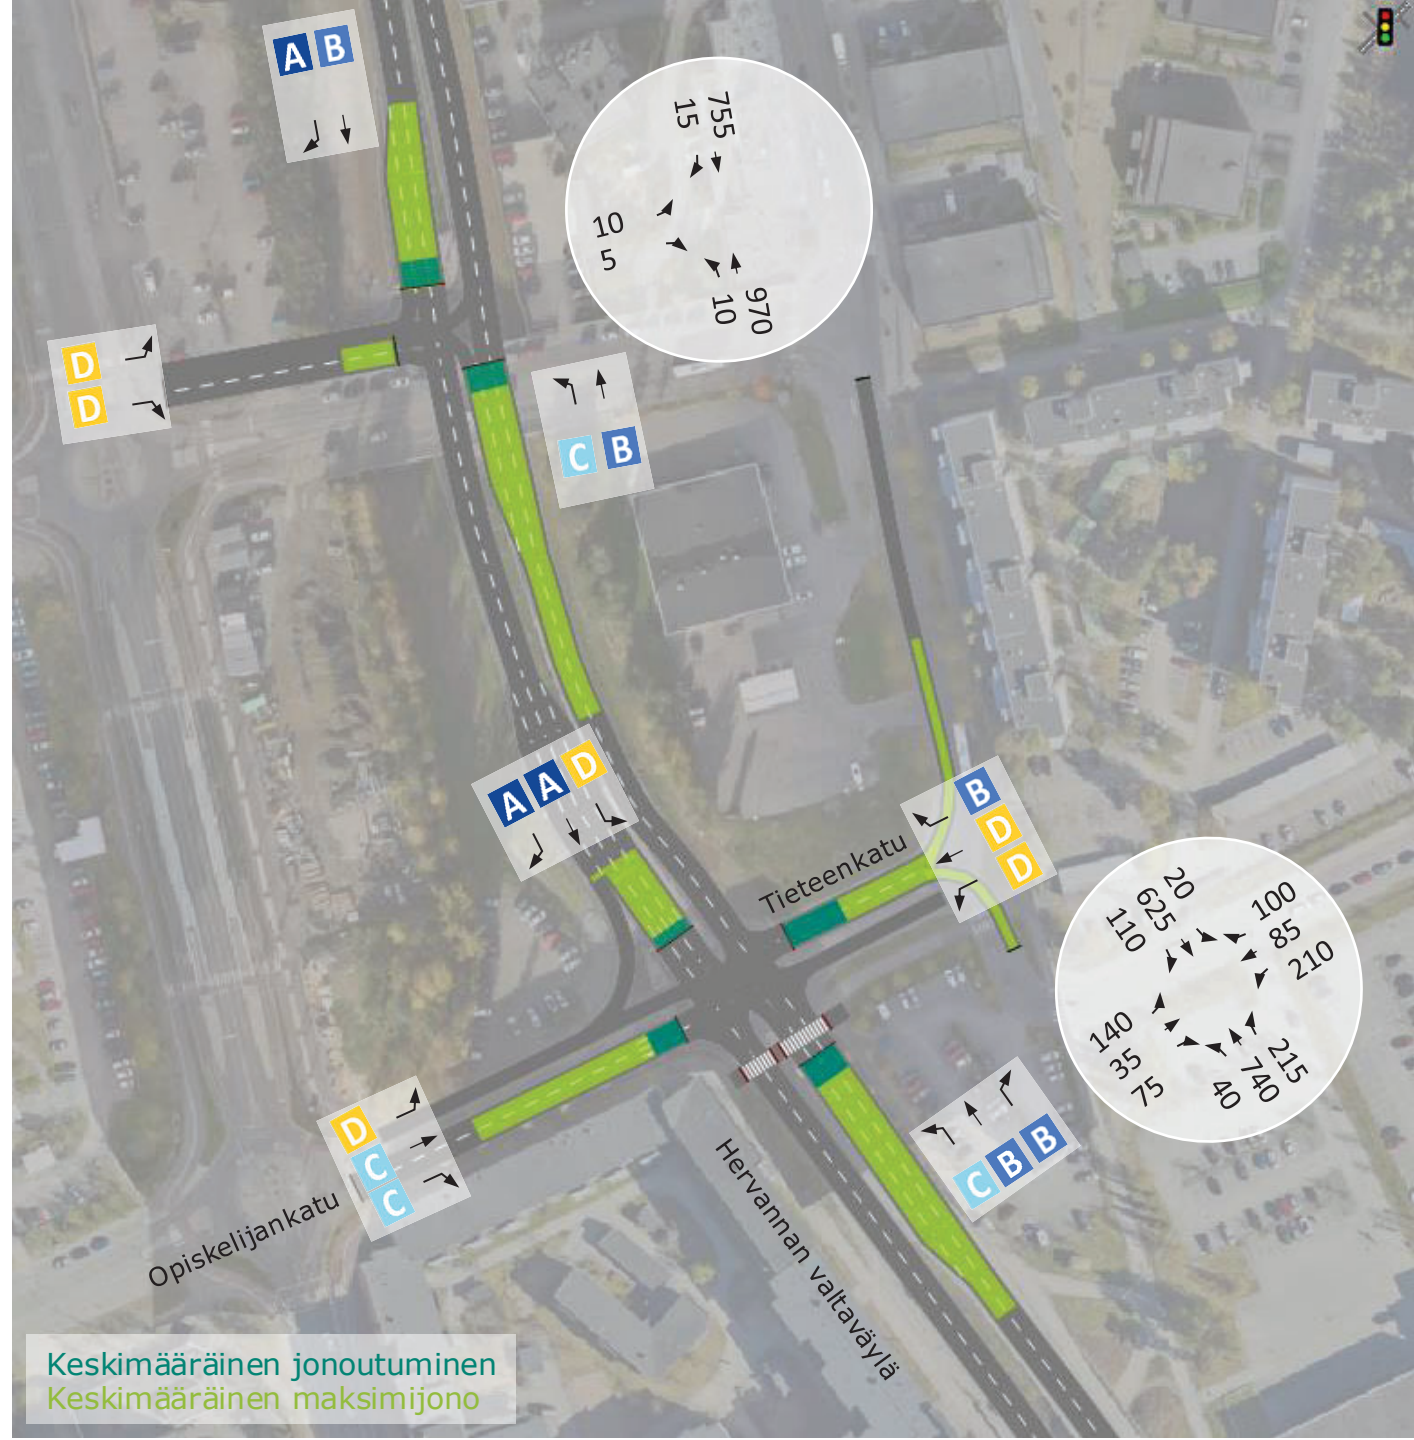 A B
15 755
10
5
10 970
D
D
C B
A A D
B
D
D
Tieteenkatu
110 625 20
100
85
210
140
35
75
40 740 215
D
C
C
C B B
Opiskelijankatu
Hervannan valtaväylä
Keskimääräinen jonoutuminen
Keskimääräinen maksimijono